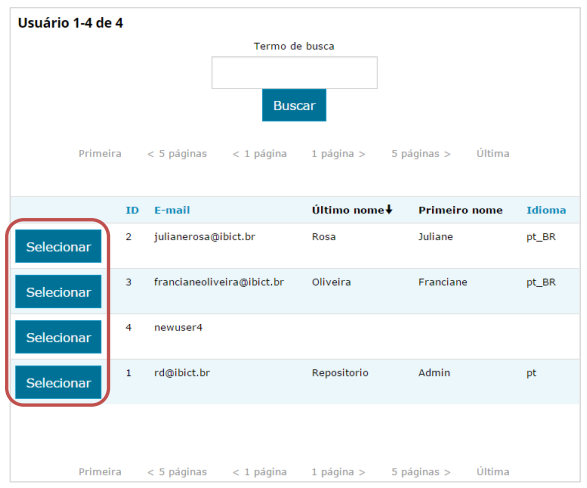 Usuário 1-4 de 4
Termo de busca
Buscar
Primeira < 5 páginas < 1 página 1 página > 5 páginas > Última
ID E-mail Último nome↓ Primeiro nome Idioma
Selecionar 2 julianerosa@ibict.br Rosa Juliane pt_BR
Selecionar 3 francianeoliveira@ibict.br Oliveira Franciane pt_BR
Selecionar 4 newuser4
Selecionar 1 rd@ibict.br Repositorio Admin pt
Primeira < 5 páginas < 1 página 1 página > 5 páginas > Última